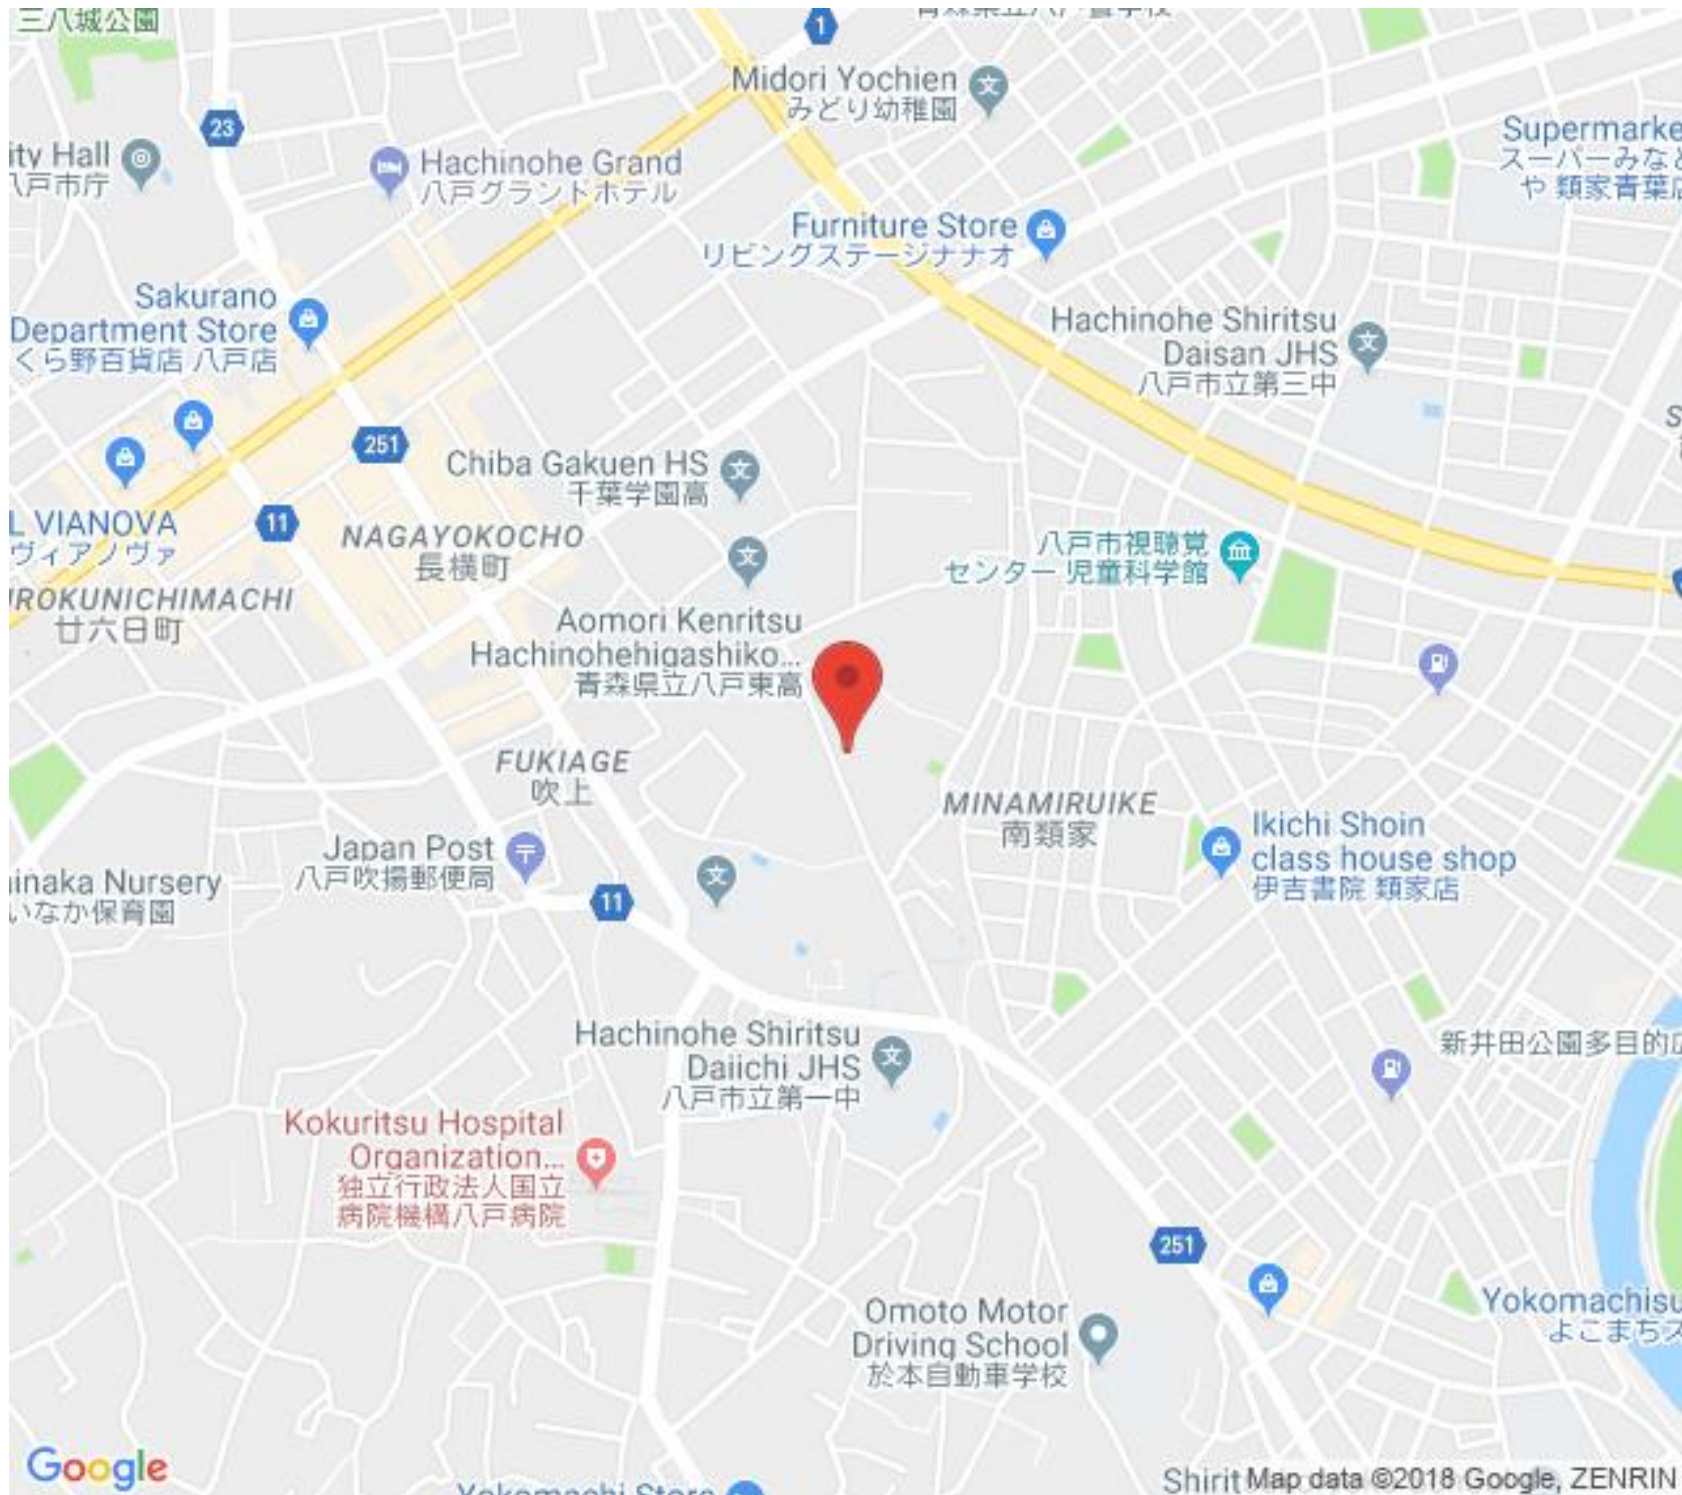 三八城公園
1
Midori Yochien
みどり幼稚園
23
ity Hall
八戸市庁
Hachinohe Grand
八戸グランドホテル
Supermarke
スーパーみなと
や 類家青葉店
Furniture Store
リビングステージナナオ
Sakurano
Department Store
くら野百貨店 八戸店
Hachinohe Shiritsu
Daisan JHS
八戸市立第三中
251
Chiba Gakuen HS
千葉学園高
L VIANOVA
ヴィアノヴァ
11
NAGAYOKOCHO
長横町
八戸市視聴覚
センター 児童科学館
ROKUNICHIMACHI
廿六日町
Aomori Kenritsu
Hachinohehigashiko...
青森県立八戸東高
FUKIAGE
吹上
MINAMIRUIKE
南類家
Japan Post
八戸吹揚郵便局
Ikichi Shoin
class house shop
伊吉書院 類家店
inaka Nursery
いなか保育園
11
Hachinohe Shiritsu
Daiichi JHS
八戸市立第一中
新井田公園多目的広
Kokuritsu Hospital
Organization...
独立行政法人国立
病院機構八戸病院
251
Omoto Motor
Driving School
於本自動車学校
Yokomachisu
よこまちス
Google
Yokomachi Store
Shirit
Map data ©2018 Google, ZENRIN